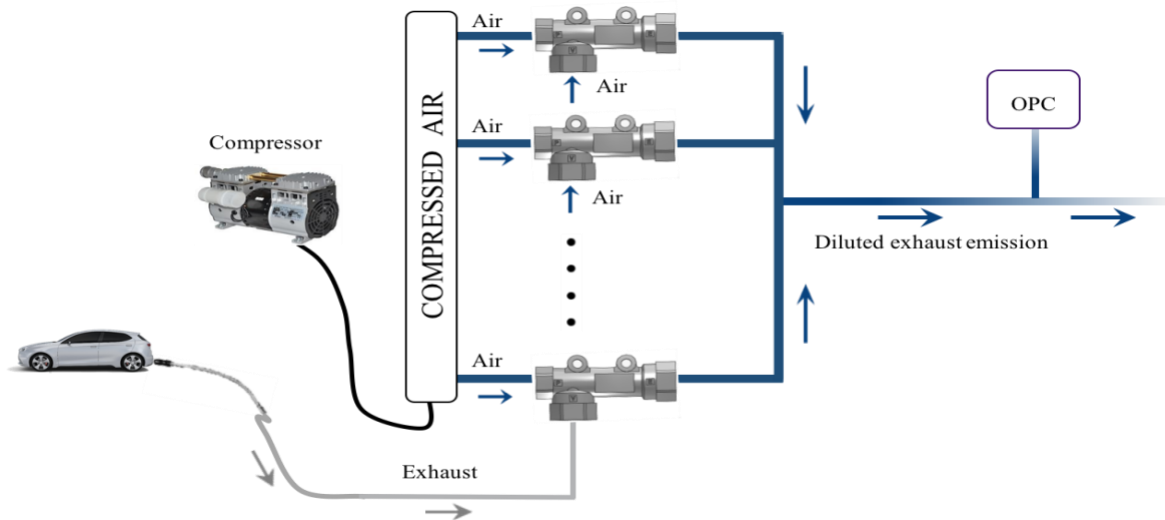 Air
Air
Air
OPC
Compressor
COMPRESSED AIR
Air
Diluted exhaust emission
Air
Exhaust